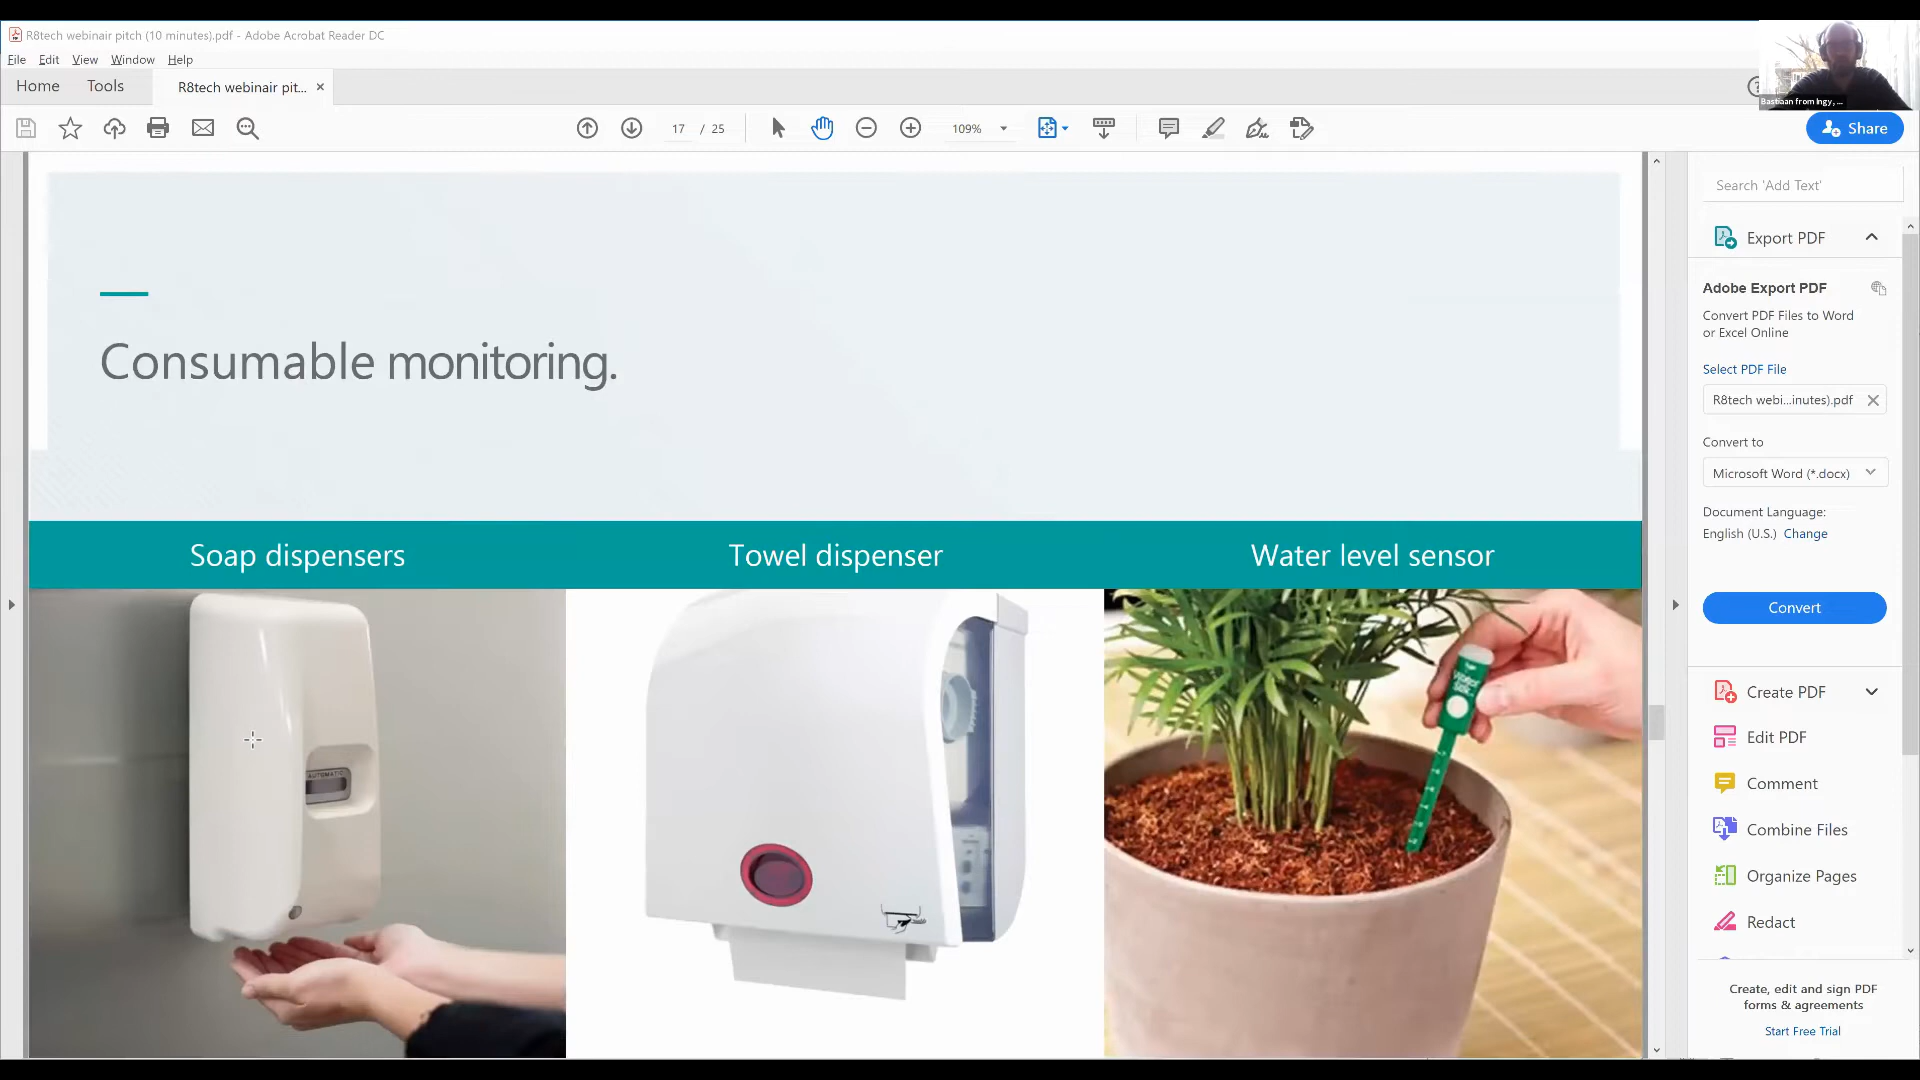 R8tech webinair pitch (10 minutes).pdf - Adobe Acrobat Reader DC
File Edit View Window Help
Home Tools R8tech webinair pit... ×
Bastiaan from Ingy, ...
17 / 25 109%
Share
Search 'Add Text'
Export PDF
Adobe Export PDF
Convert PDF Files to Word
or Excel Online
Select PDF File
R8tech webi...inutes).pdf
Convert to
Microsoft Word (*.docx)
Document Language:
English (U.S.) Change
Convert
Create PDF
Edit PDF
Comment
Combine Files
Organize Pages
Redact
Create, edit and sign PDF
forms & agreements
Start Free Trial
Consumable monitoring.
Soap dispensers Towel dispenser Water level sensor
AUTOMATIC